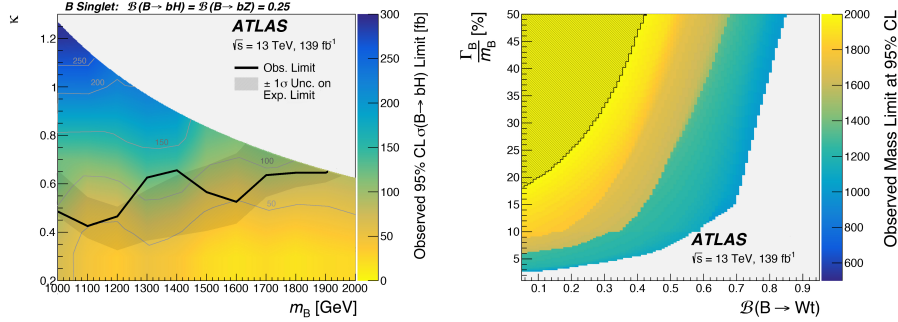 B Singlet: ℬ(B→ bH) = ℬ(B→ bZ) = 0.25
κ
ATLAS
√s = 13 TeV, 139 fb⁻¹
Obs. Limit
± 1σ Unc. on
Exp. Limit
250
200
150
100
50
1.2
1
0.8
0.6
0.4
0.2
1000 1100 1200 1300 1400 1500 1600 1700 1800 1900 2000
m_B [GeV]
300
250
200
150
100
50
0
Observed 95% CL σ(B→ bH) Limit [fb]
Γ_B/m_B [%]
50
45
40
35
30
25
20
15
10
5
ATLAS
√s = 13 TeV, 139 fb⁻¹
0.1 0.2 0.3 0.4 0.5 0.6 0.7 0.8 0.9
ℬ(B → Wt)
2000
1800
1600
1400
1200
1000
800
600
Observed Mass Limit at 95% CL